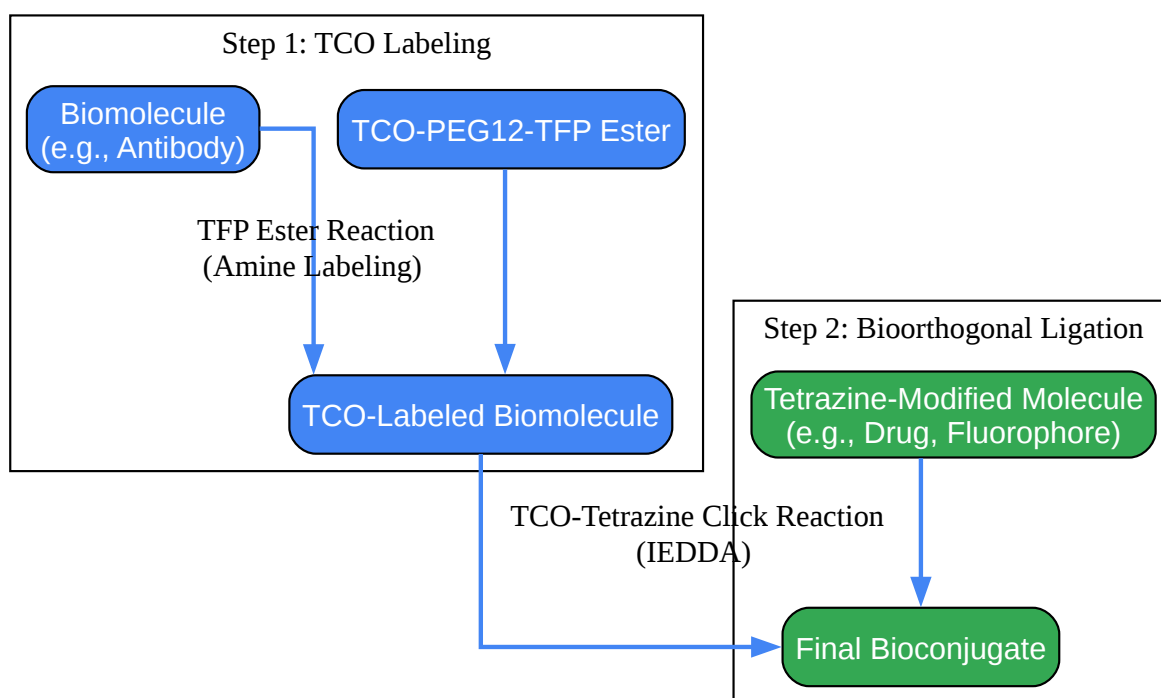 Step 1: TCO Labeling
Biomolecule
(e.g., Antibody)
TCO-PEG12-TFP Ester
TFP Ester Reaction
(Amine Labeling)
TCO-Labeled Biomolecule
Step 2: Bioorthogonal Ligation
Tetrazine-Modified Molecule
(e.g., Drug, Fluorophore)
TCO-Tetrazine Click Reaction
(IEDDA)
Final Bioconjugate